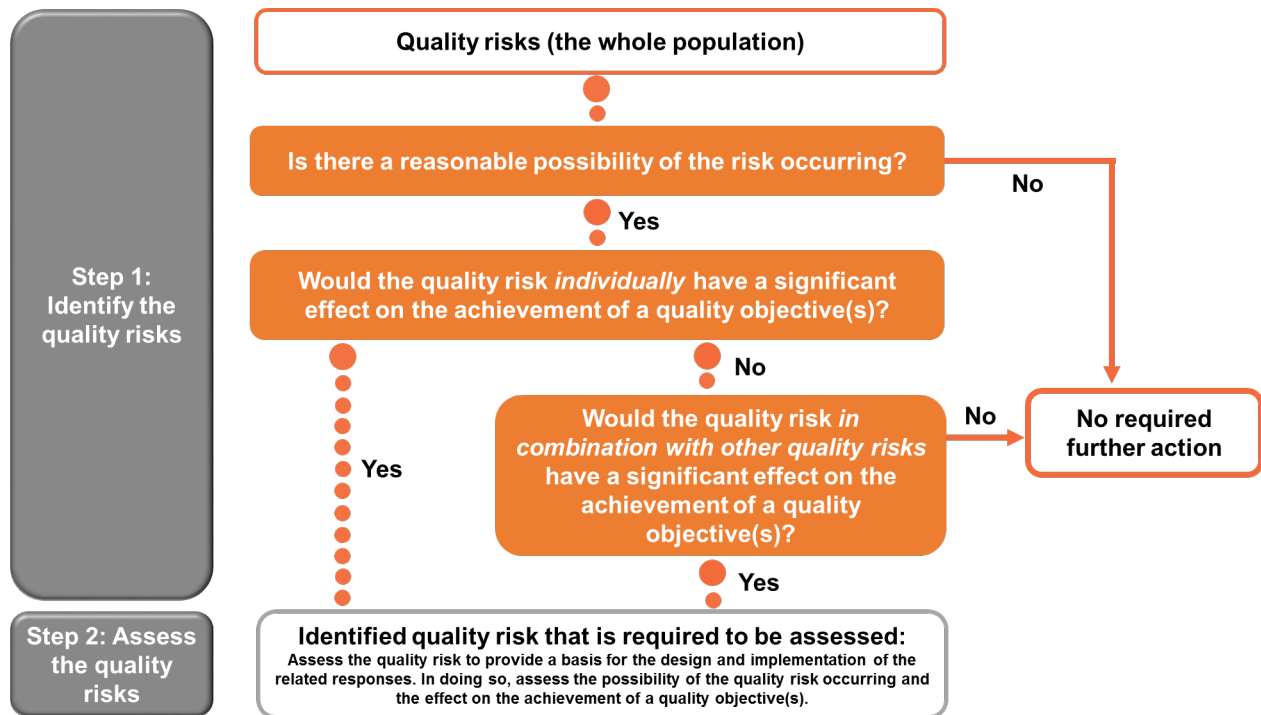 Step 1:
Identify the
quality risks
Quality risks (the whole population)
Is there a reasonable possibility of the risk occurring?
No
Yes
Would the quality risk individually have a significant
effect on the achievement of a quality objective(s)?
Yes
No
Would the quality risk in
combination with other quality risks
have a significant effect on the
achievement of a quality
objective(s)?
No
No required
further action
Yes
Step 2: Assess
the quality
risks
Identified quality risk that is required to be assessed:
Assess the quality risk to provide a basis for the design and implementation of the
related responses. In doing so, assess the possibility of the quality risk occurring and
the effect on the achievement of a quality objective(s).